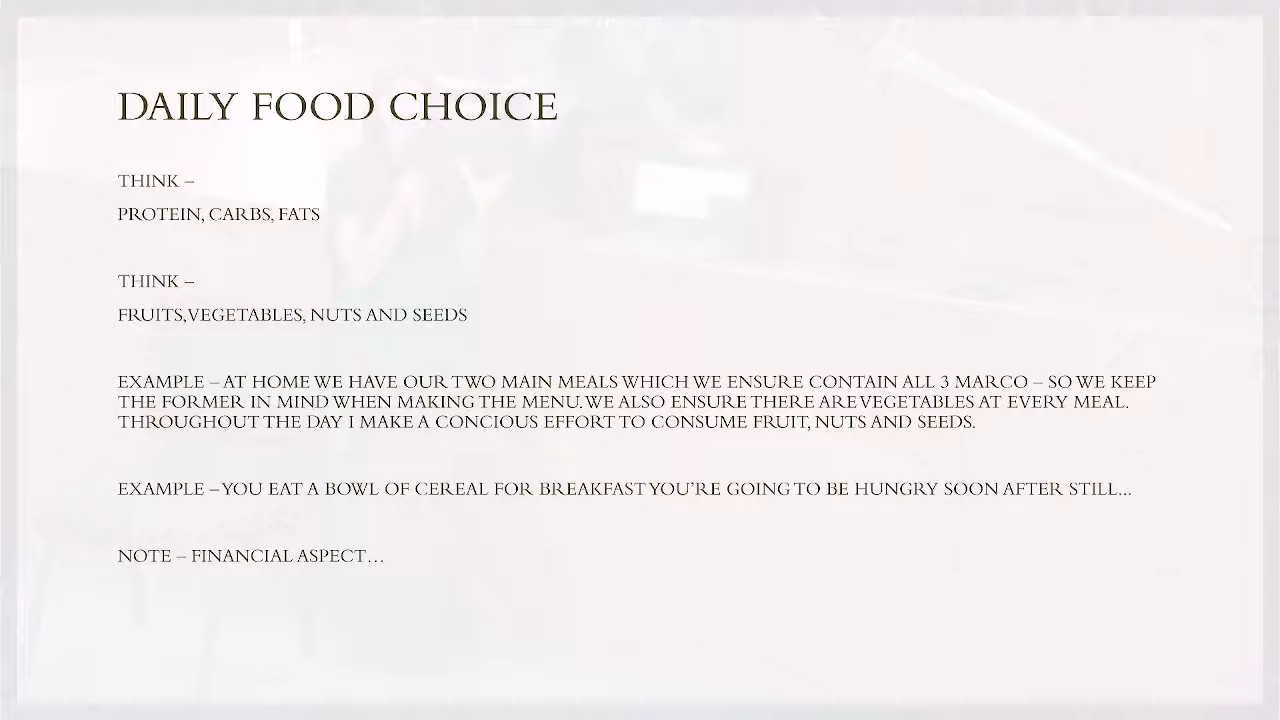 DAILY FOOD CHOICE
THINK –
PROTEIN, CARBS, FATS
THINK –
FRUITS,VEGETABLES, NUTS AND SEEDS
EXAMPLE – AT HOME WE HAVE OUR TWO MAIN MEALS WHICH WE ENSURE CONTAIN ALL 3 MARCO – SO WE KEEP
THE FORMER IN MIND WHEN MAKING THE MENU. WE ALSO ENSURE THERE ARE VEGETABLES AT EVERY MEAL.
THROUGHOUT THE DAY I MAKE A CONCIOUS EFFORT TO CONSUME FRUIT, NUTS AND SEEDS.
EXAMPLE – YOU EAT A BOWL OF CEREAL FOR BREAKFAST YOU'RE GOING TO BE HUNGRY SOON AFTER STILL...
NOTE – FINANCIAL ASPECT...